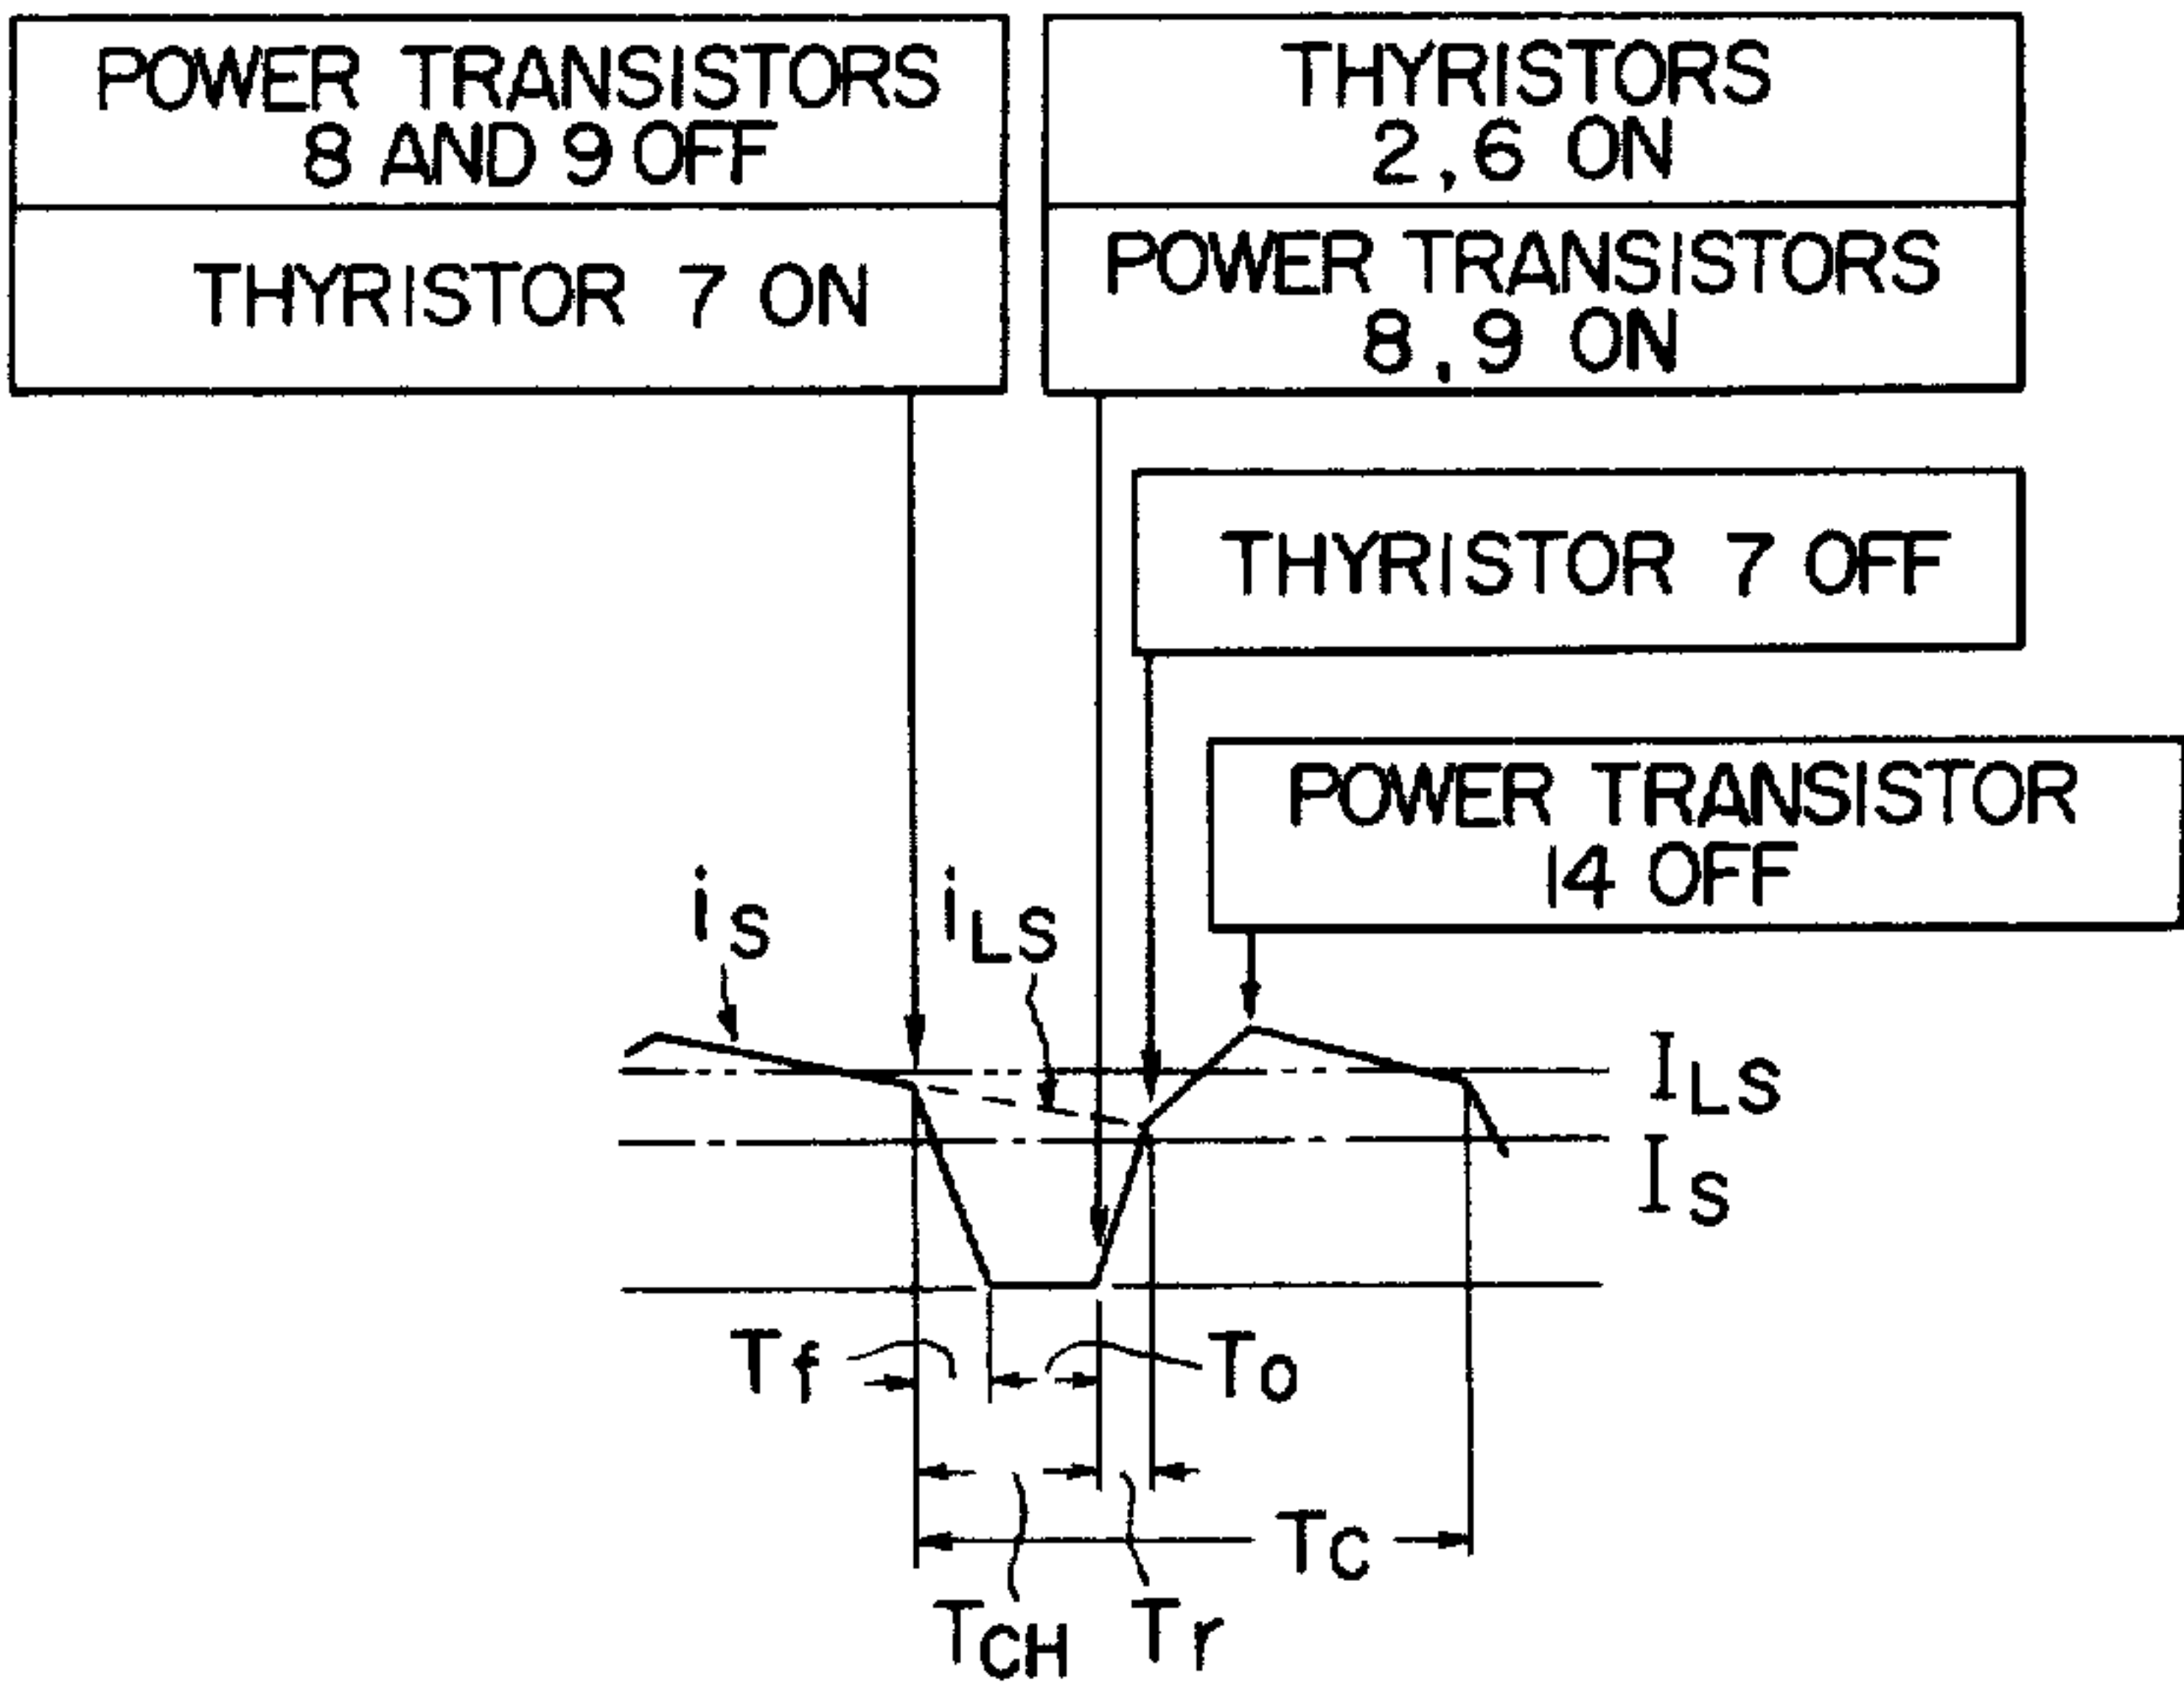 POWER TRANSISTORS
8 AND 9 OFF
THYRISTOR 7 ON
THYRISTORS
2,6 ON
POWER TRANSISTORS
8,9 ON
THYRISTOR 7 OFF
POWER TRANSISTOR
14 OFF
iS
iLS
ILS
IS
Tf
To
TC
TCH
Tr